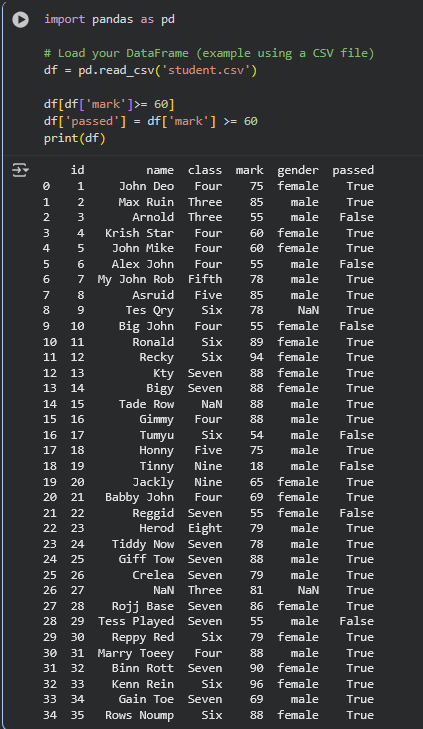 import pandas as pd
# Load your DataFrame (example using a CSV file)
df = pd.read_csv('student.csv')
df[df['mark']>= 60]
df['passed'] = df['mark'] >= 60
print(df)
id name class mark gender passed
0 1 John Deo Four 75 female True
1 2 Max Ruin Three 85 male True
2 3 Arnold Three 55 male False
3 4 Krish Star Four 60 female True
4 5 John Mike Four 60 female True
5 6 Alex John Four 55 male False
6 7 My John Rob Fifth 78 male True
7 8 Asruid Five 85 male True
8 9 Tes Qry Six 78 NaN True
9 10 Big John Four 55 female False
10 11 Ronald Six 89 female True
11 12 Recky Six 94 female True
12 13 Kty Seven 88 female True
13 14 Bigy Seven 88 female True
14 15 Tade Row NaN 88 male True
15 16 Gimmy Four 88 male True
16 17 Tumyu Six 54 male False
17 18 Honny Five 75 male True
18 19 Tinny Nine 18 male False
19 20 Jackly Nine 65 female True
20 21 Babby John Four 69 female True
21 22 Reggid Seven 55 female False
22 23 Herod Eight 79 male True
23 24 Tiddy Now Seven 78 male True
24 25 Giff Tow Seven 88 male True
25 26 Crelea Seven 79 male True
26 27 NaN Three 81 NaN True
27 28 Rojj Base Seven 86 female True
28 29 Tess Played Seven 55 male False
29 30 Reppy Red Six 79 female True
30 31 Marry Toeey Four 88 male True
31 32 Binn Rott Seven 90 female True
32 33 Kenn Rein Six 96 female True
33 34 Gain Toe Seven 69 male True
34 35 Rows Noump Six 88 female True